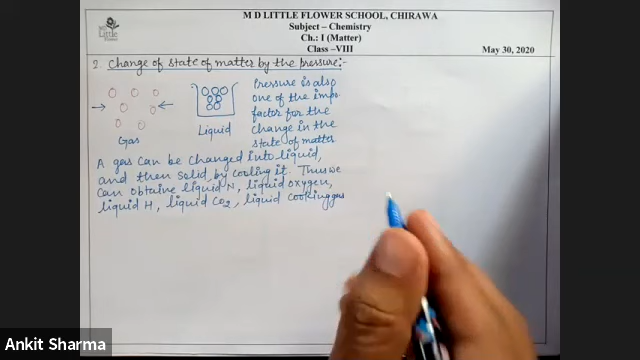 M D LITTLE FLOWER SCHOOL, CHIRAWA
Subject – Chemistry
Ch.: I (Matter)
Class –VIII
May 30, 2020
2. Change of state of matter by the pressure:-
Pressure is also
one of the impo.
factor for the
change in the
state of matter
Gas
Liquid
A gas can be changed into liquid,
and then solid, by cooling it. Thus we
can obtaine liquid N, liquid oxygen,
liquid H, liquid CO2, liquid cooking gas
Ankit Sharma